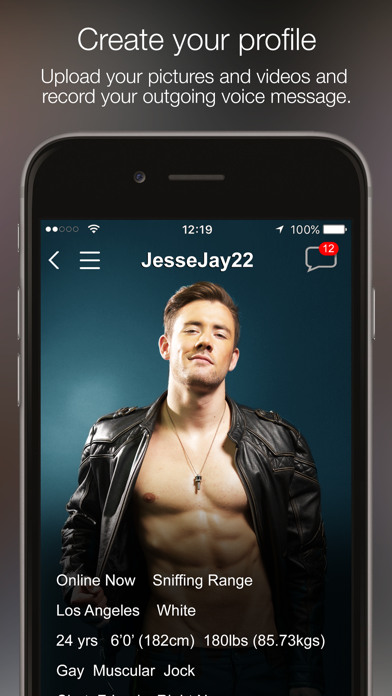 Create your profile
Upload your pictures and videos and
record your outgoing voice message.
12:19 100%
JesseJay22 12
Online Now Sniffing Range
Los Angeles White
24 yrs 6'0' (182cm) 180lbs (85.73kgs)
Gay Muscular Jock